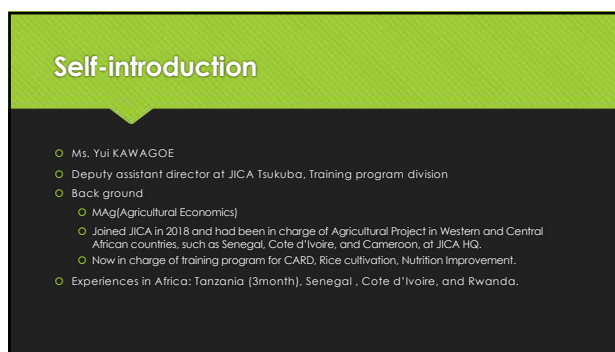 Self-introduction
Ms. Yui KAWAGOE
Deputy assistant director at JICA Tsukuba, Training program division
Back ground
MAg(Agricultural Economics)
Joined JICA in 2018 and had been in charge of Agricultural Project in Western and Central
African countries, such as Senegal, Cote d'Ivoire, and Cameroon, at JICA HQ.
Now in charge of training program for CARD, Rice cultivation, Nutrition Improvement.
Experiences in Africa: Tanzania (3month), Senegal , Cote d'Ivoire, and Rwanda.